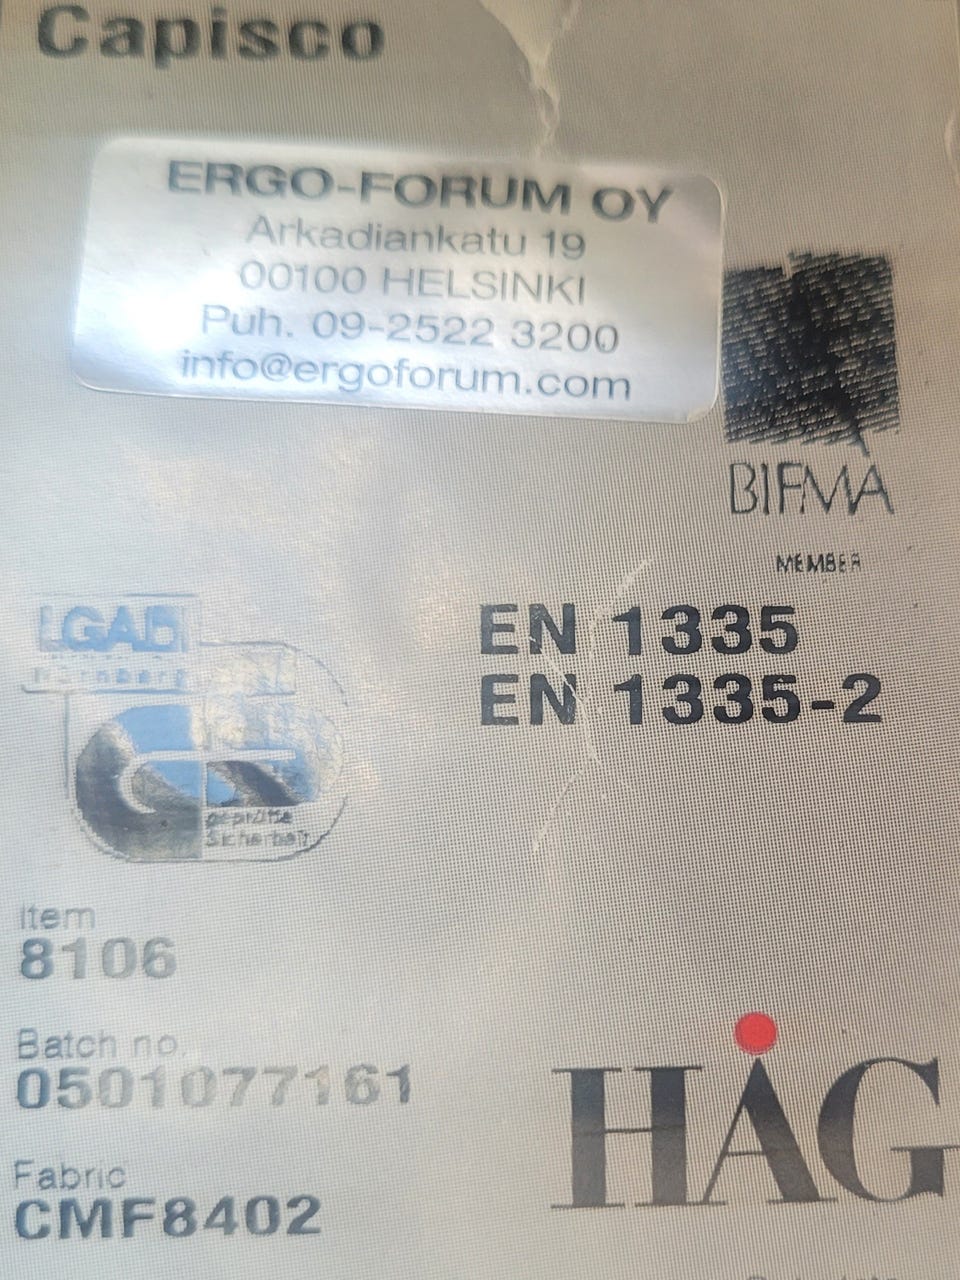 Capisco
ERGO-FORUM OY
Arkadiankatu 19
00100 HELSINKI
Puh. 09-2522 3200
info@ergoforum.com
BIFMA
MEMBER
LGA
Nürnberg
EN 1335
EN 1335-2
geprüfte
Sicherheit
Item
8106
Batch no.
0501077161
HÅG
Fabric
CMF8402